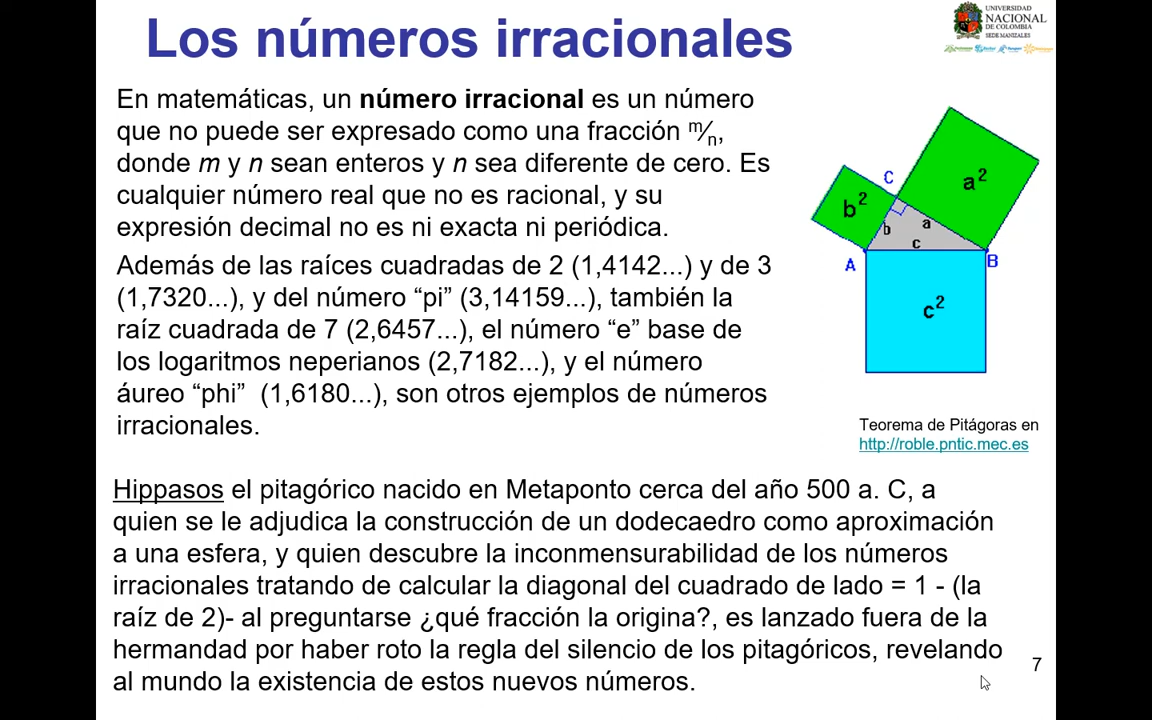 Los números irracionales
UNIVERSIDAD
NACIONAL
DE COLOMBIA
SEDE MANIZALES
En matemáticas, un número irracional es un número
que no puede ser expresado como una fracción m/n,
donde m y n sean enteros y n sea diferente de cero. Es
cualquier número real que no es racional, y su
expresión decimal no es ni exacta ni periódica.
Además de las raíces cuadradas de 2 (1,4142...) y de 3
(1,7320...), y del número “pi” (3,14159...), también la
raíz cuadrada de 7 (2,6457...), el número “e” base de
los logaritmos neperianos (2,7182...), y el número
áureo “phi” (1,6180...), son otros ejemplos de números
irracionales.
C
a²
b²
a
b
c
A
B
c²
Teorema de Pitágoras en
http://roble.pntic.mec.es
Hippasos el pitagórico nacido en Metaponto cerca del año 500 a. C, a
quien se le adjudica la construcción de un dodecaedro como aproximación
a una esfera, y quien descubre la inconmensurabilidad de los números
irracionales tratando de calcular la diagonal del cuadrado de lado = 1 - (la
raíz de 2)- al preguntarse ¿qué fracción la origina?, es lanzado fuera de la
hermandad por haber roto la regla del silencio de los pitagóricos, revelando
al mundo la existencia de estos nuevos números.
7